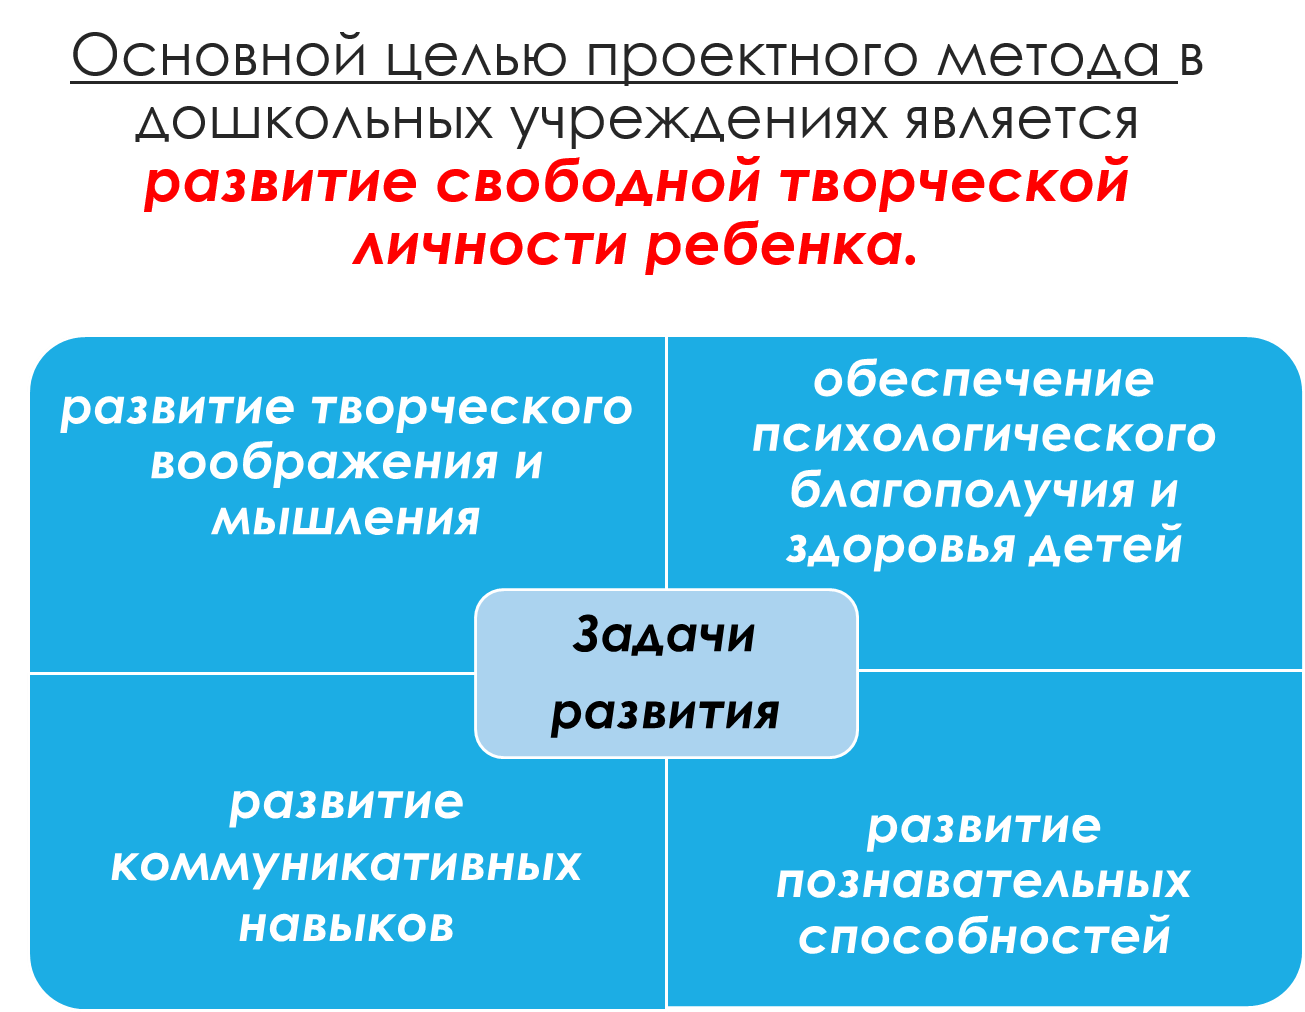 Основной целью проектного метода в
дошкольных учреждениях является
развитие свободной творческой
личности ребенка.
развитие творческого
воображения и
мышления
обеспечение
психологического
благополучия и
здоровья детей
Задачи
развития
развитие
коммуникативных
навыков
развитие
познавательных
способностей